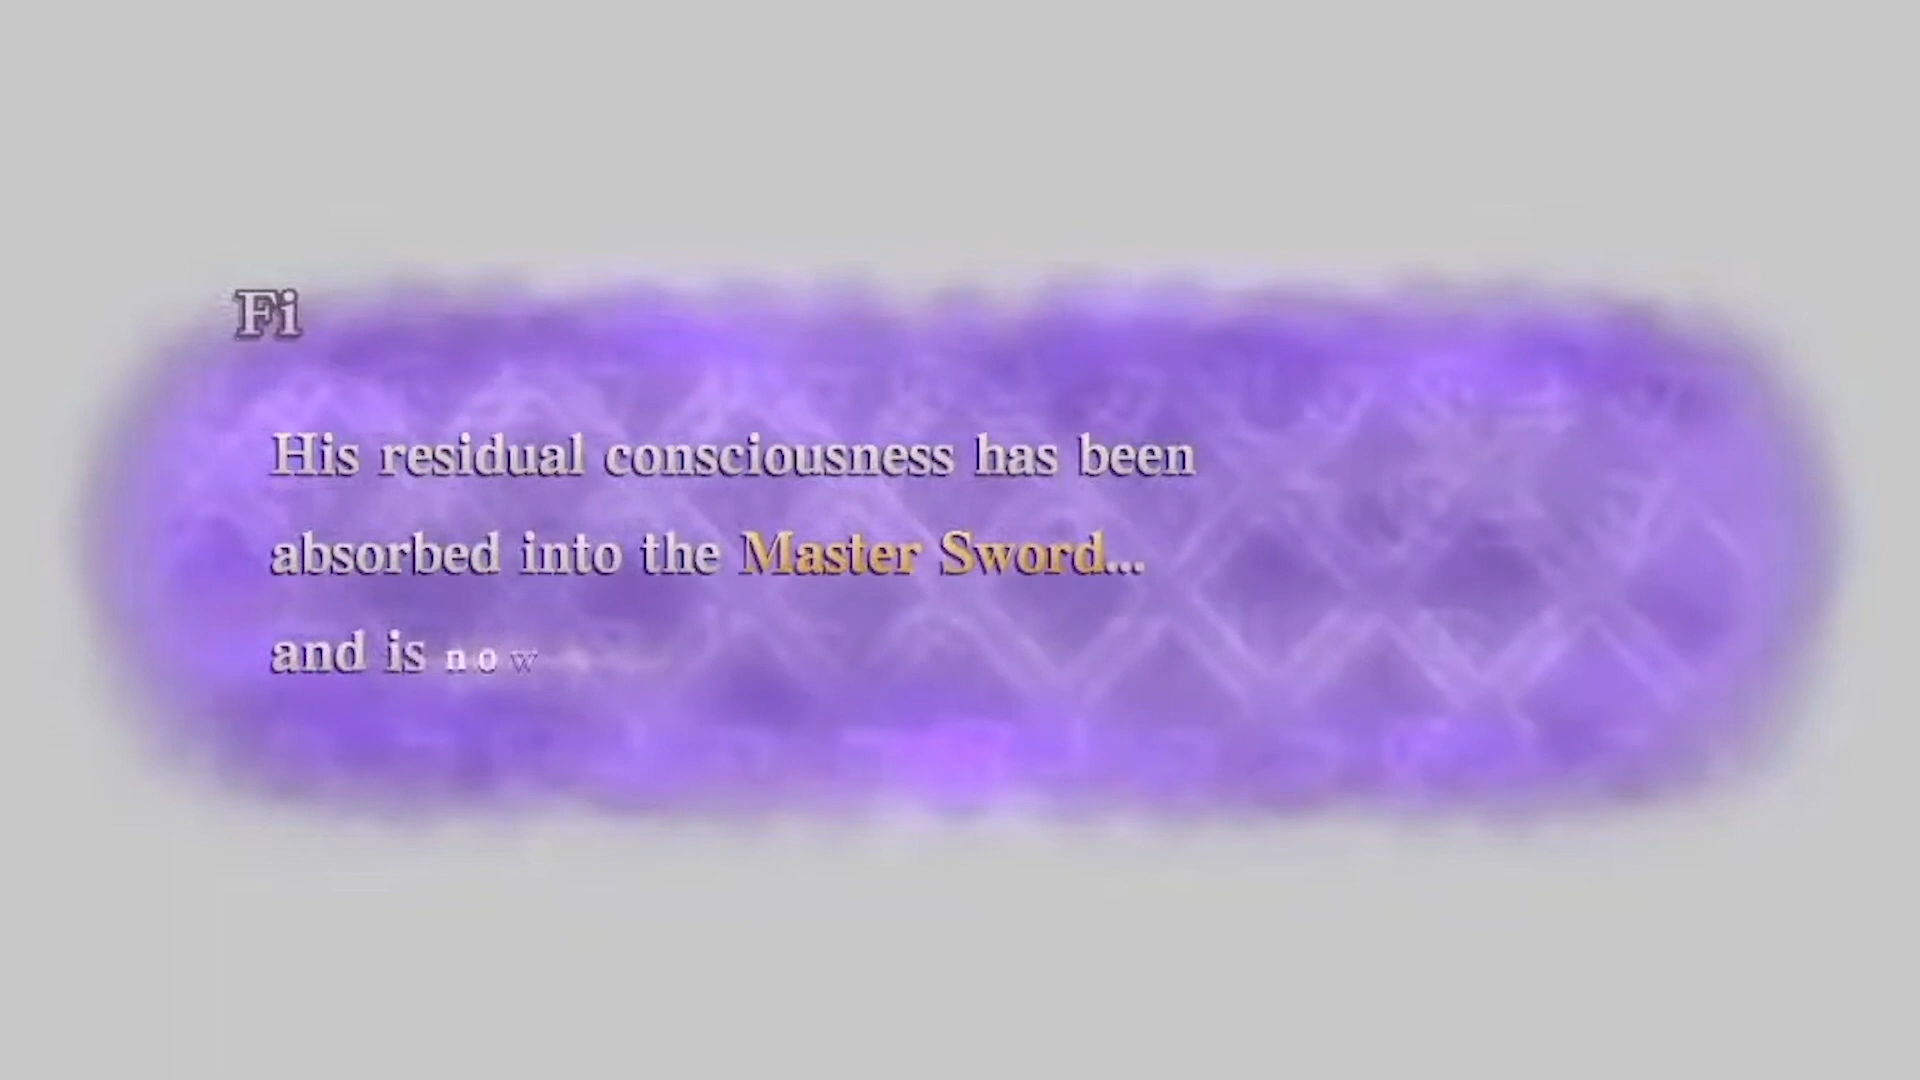 Fi
His residual consciousness has been
absorbed into the Master Sword...
and is now